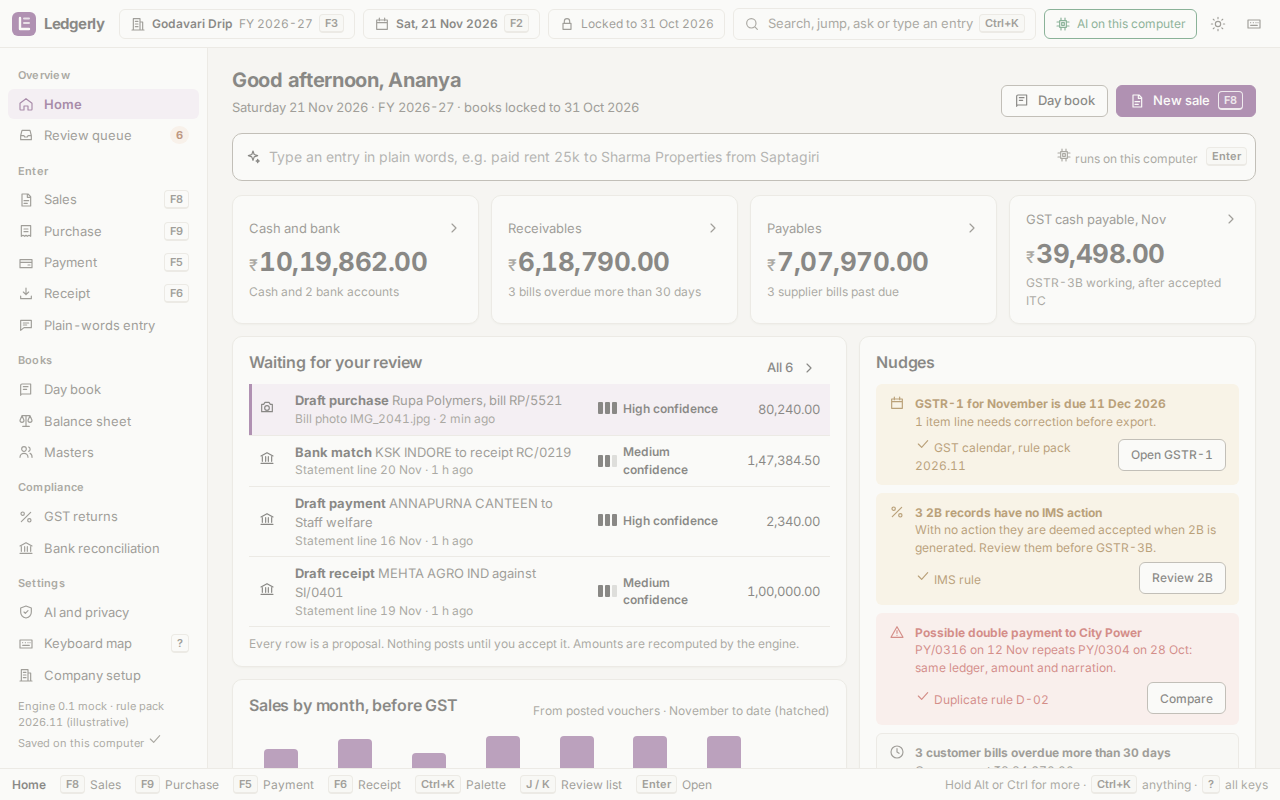 Ledgerly
Godavari Drip FY 2026-27 F3
Sat, 21 Nov 2026 F2
Locked to 31 Oct 2026
Search, jump, ask or type an entry Ctrl+K
AI on this computer
Overview
Home
Review queue 6
Enter
Sales F8
Purchase F9
Payment F5
Receipt F6
Plain-words entry
Books
Day book
Balance sheet
Masters
Compliance
GST returns
Bank reconciliation
Settings
AI and privacy
Keyboard map ?
Company setup
Engine 0.1 mock · rule pack
2026.11 (illustrative)
Saved on this computer
Good afternoon, Ananya
Saturday 21 Nov 2026 · FY 2026-27 · books locked to 31 Oct 2026
Day book
New sale F8
Type an entry in plain words, e.g. paid rent 25k to Sharma Properties from Saptagiri
runs on this computer Enter
Cash and bank
₹10,19,862.00
Cash and 2 bank accounts
Receivables
₹6,18,790.00
3 bills overdue more than 30 days
Payables
₹7,07,970.00
3 supplier bills past due
GST cash payable, Nov
₹39,498.00
GSTR-3B working, after accepted
ITC
Waiting for your review
All 6
Draft purchase Rupa Polymers, bill RP/5521
Bill photo IMG_2041.jpg · 2 min ago
High confidence
80,240.00
Bank match KSK INDORE to receipt RC/0219
Statement line 20 Nov · 1 h ago
Medium
confidence
1,47,384.50
Draft payment ANNAPURNA CANTEEN to
Staff welfare
Statement line 16 Nov · 1 h ago
High confidence
2,340.00
Draft receipt MEHTA AGRO IND against
SI/0401
Statement line 19 Nov · 1 h ago
Medium
confidence
1,00,000.00
Every row is a proposal. Nothing posts until you accept it. Amounts are recomputed by the engine.
Sales by month, before GST
From posted vouchers · November to date (hatched)
Nudges
GSTR-1 for November is due 11 Dec 2026
1 item line needs correction before export.
GST calendar, rule pack
2026.11
Open GSTR-1
3 2B records have no IMS action
With no action they are deemed accepted when 2B is
generated. Review them before GSTR-3B.
IMS rule
Review 2B
Possible double payment to City Power
PY/0316 on 12 Nov repeats PY/0304 on 28 Oct:
same ledger, amount and narration.
Duplicate rule D-02
Compare
3 customer bills overdue more than 30 days
Home F8 Sales F9 Purchase F5 Payment F6 Receipt Ctrl+K Palette J / K Review list Enter Open
Hold Alt or Ctrl for more · Ctrl+K anything · ? all keys